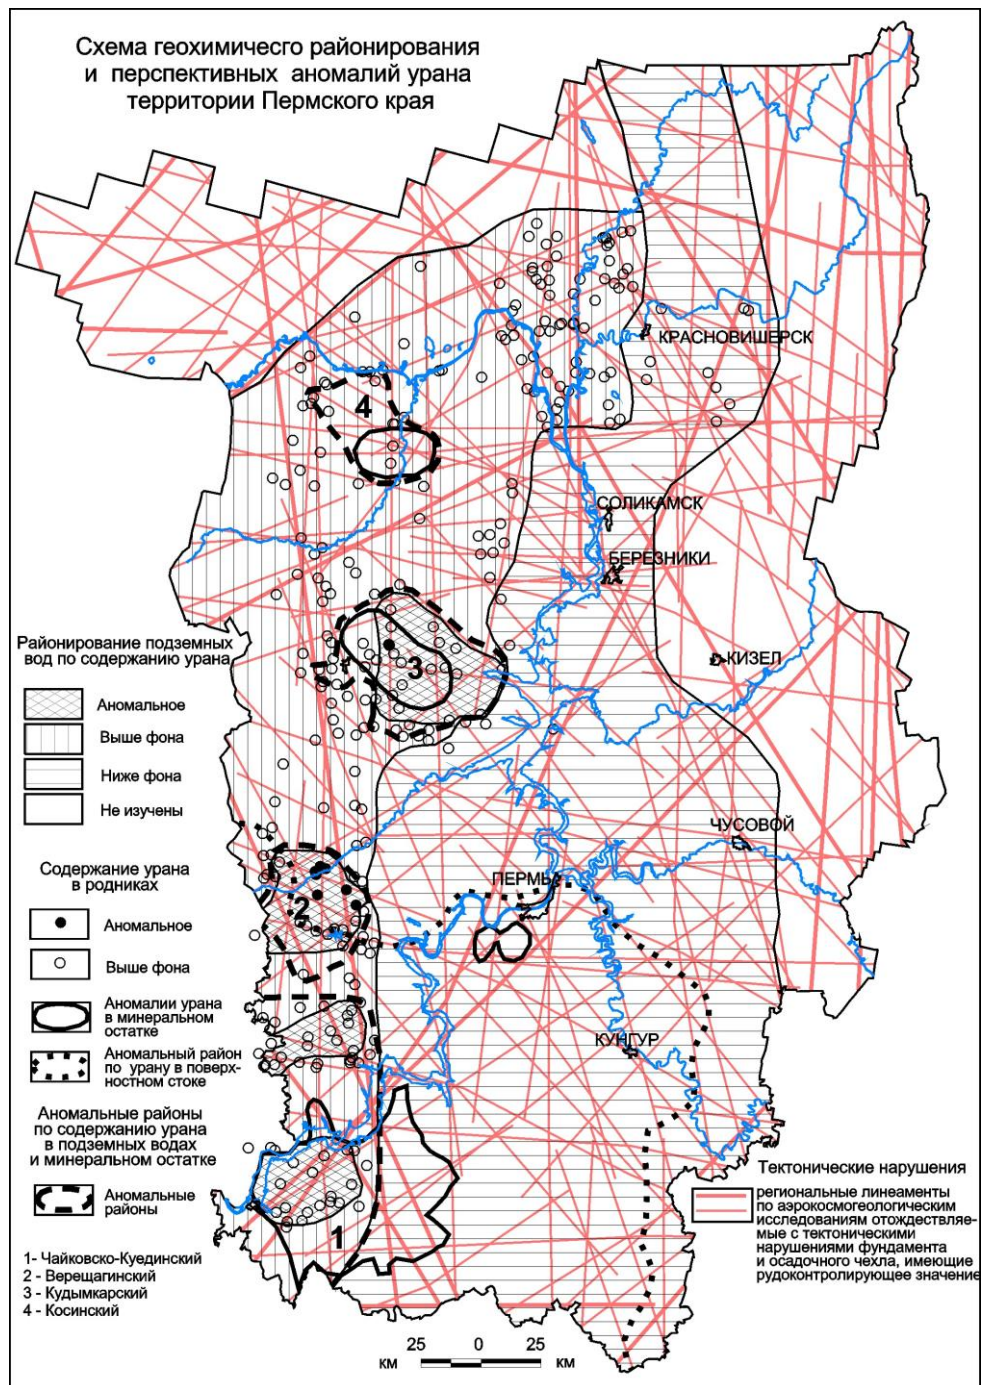 Схема геохимичесго районирования
и перспективных аномалий урана
территории Пермского края
4
КРАСНОВИШЕРСК
СОЛИКАМСК
БЕРЕЗНИКИ
КИЗЕЛ
3
ЧУСОВОЙ
ПЕРМЬ
2
КУНГУР
1
Районирование подземных
вод по содержанию урана
Аномальное
Выше фона
Ниже фона
Не изучены
Содержание урана
в родниках
Аномальное
Выше фона
Аномалии урана
в минеральном
остатке
Аномальный район
по урану в поверх-
ностном стоке
Аномальные районы
по содержанию урана
в подземных водах
и минеральном остатке
Аномальные
районы
1- Чайковско-Куединский
2 - Верещагинский
3 - Кудымкарский
4 - Косинский
Тектонические нарушения
региональные линеаменты
по аэрокосмогеологическим
исследованиям отождествляе-
мые с тектоническими
нарушениями фундамента
и осадочного чехла, имеющие
рудоконтролирующее значение
25 0 25
км км